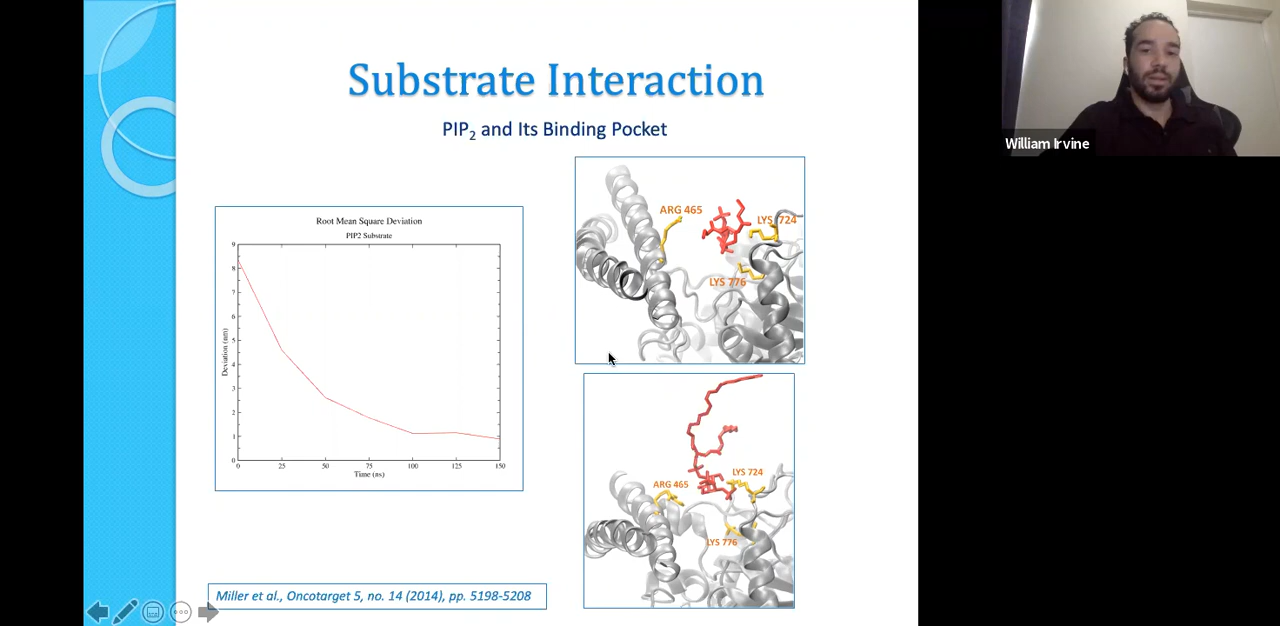 Substrate Interaction
PIP₂ and Its Binding Pocket
Root Mean Square Deviation
PIP2 Substrate
Deviation (nm)
9
8
7
6
5
4
3
2
1
0
0 25 50 75 100 125 150
Time (ns)
ARG 465
LYS 724
LYS 776
LYS 724
ARG 465
LYS 776
Miller et al., Oncotarget 5, no. 14 (2014), pp. 5198-5208
William Irvine